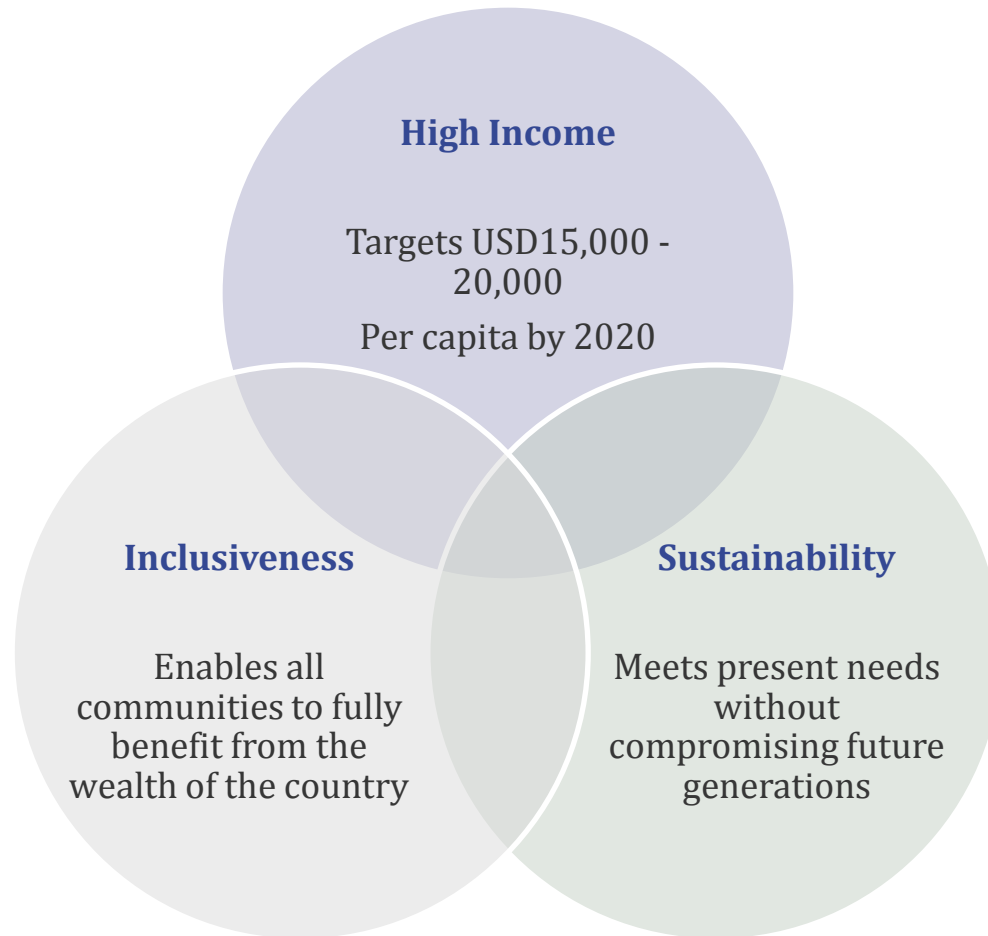 High Income
Targets USD15,000 -
20,000
Per capita by 2020
Inclusiveness
Enables all
communities to fully
benefit from the
wealth of the country
Sustainability
Meets present needs
without
compromising future
generations